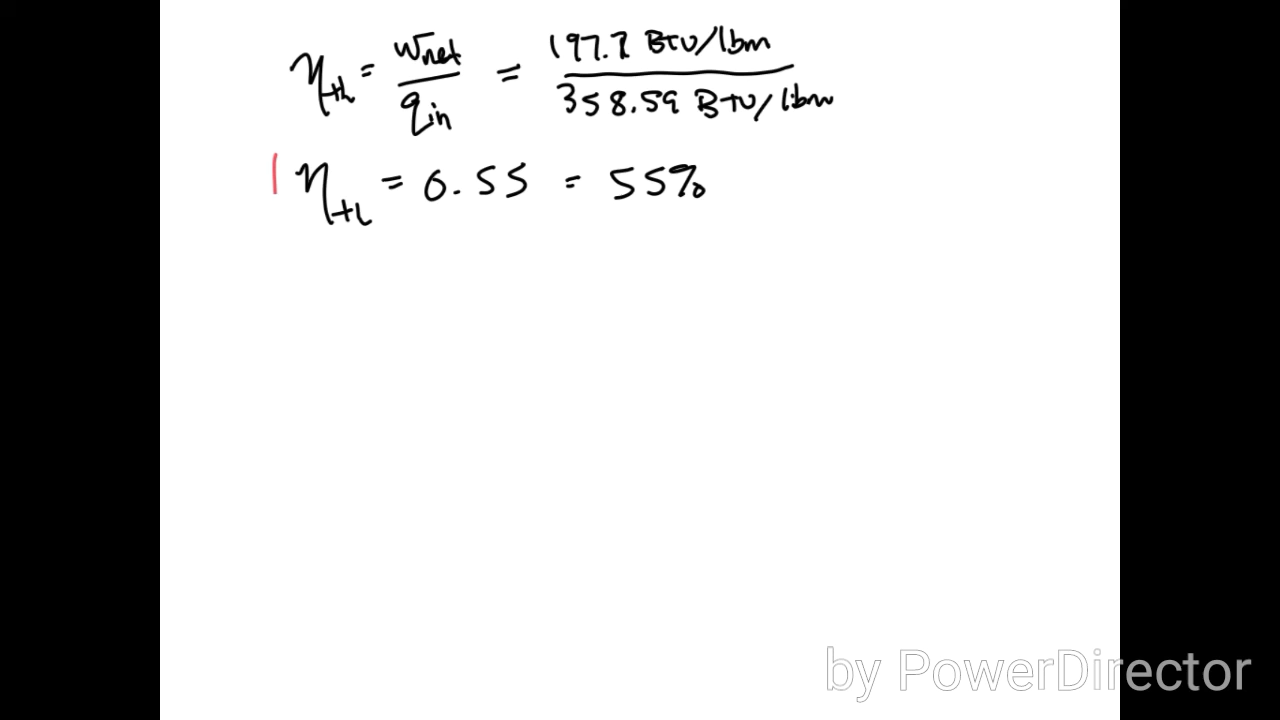 η_th = w_net / q_in = 197.7 Btu/lbm / 358.59 Btu/lbm
η_th = 0.55 = 55%
by PowerDirector